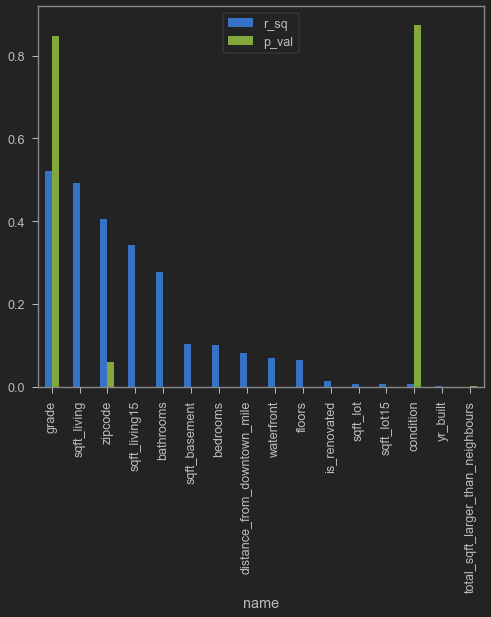 r_sq
p_val
0.8
0.6
0.4
0.2
0.0
grade
sqft_living
zipcode
sqft_living15
bathrooms
sqft_basement
bedrooms
distance_from_downtown_mile
waterfront
floors
is_renovated
sqft_lot
sqft_lot15
condition
yr_built
total_sqft_larger_than_neighbours
name